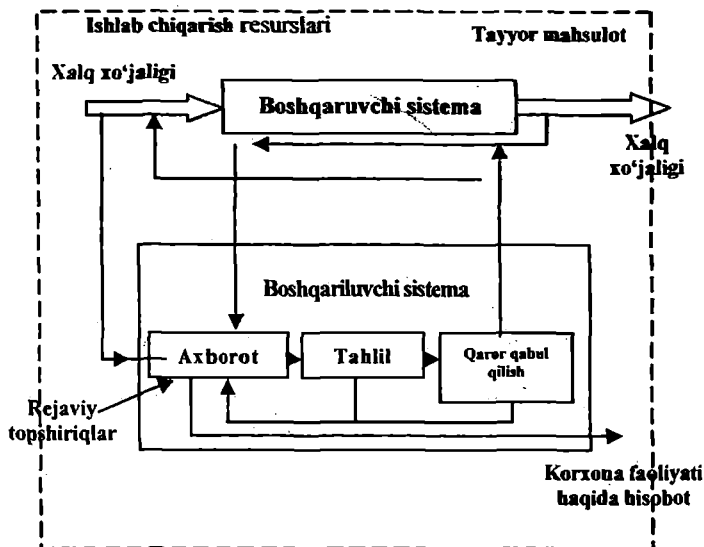 Ishlab chiqarish resurslari
Tayyor mahsulot
Xalq xo‘jaligi
Boshqaruvchi sistema
Xalq
xo‘jaligi
Boshqariluvchi sistema
Axborot
Tahlil
Qaror qabul
qilish
Rejaviy
topshiriqlar
Korxona faoliyati
haqida hisobot